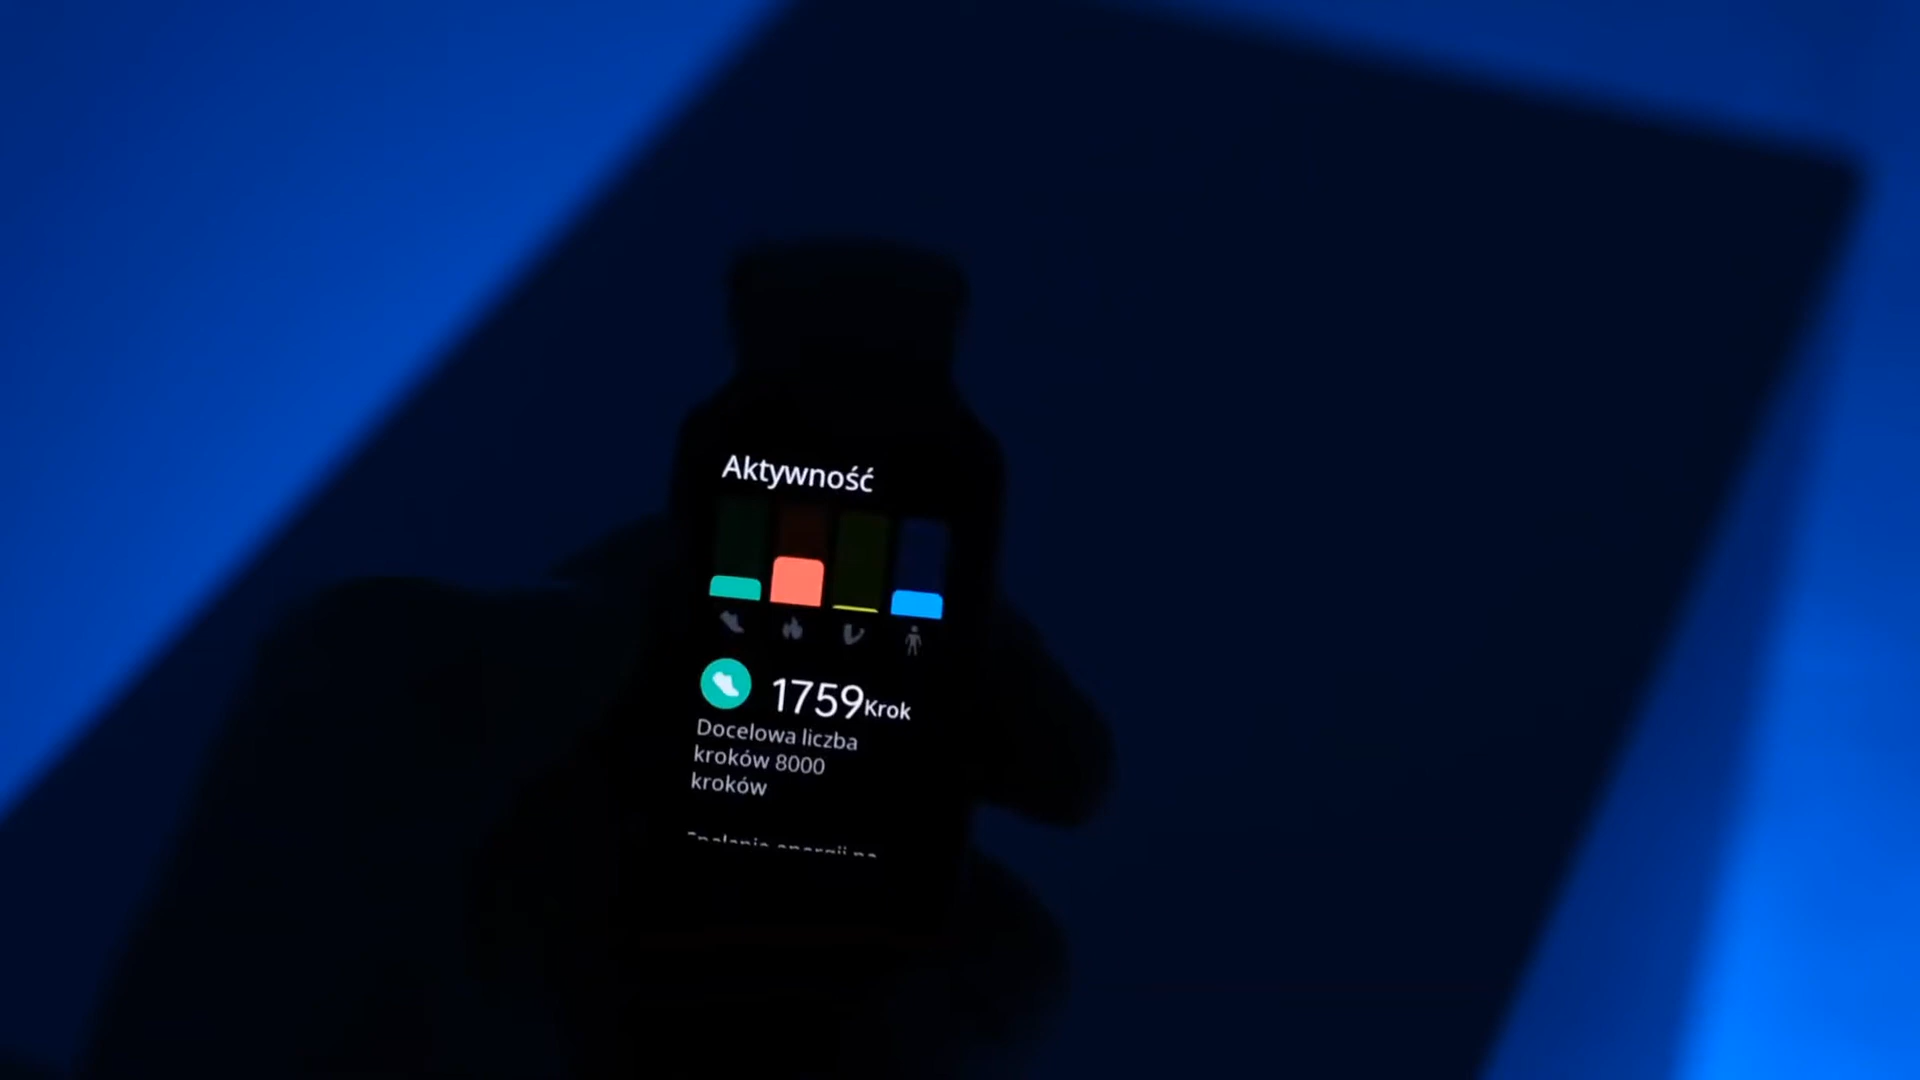 Aktywność
1759Krok
Docelowa liczba
kroków 8000
kroków